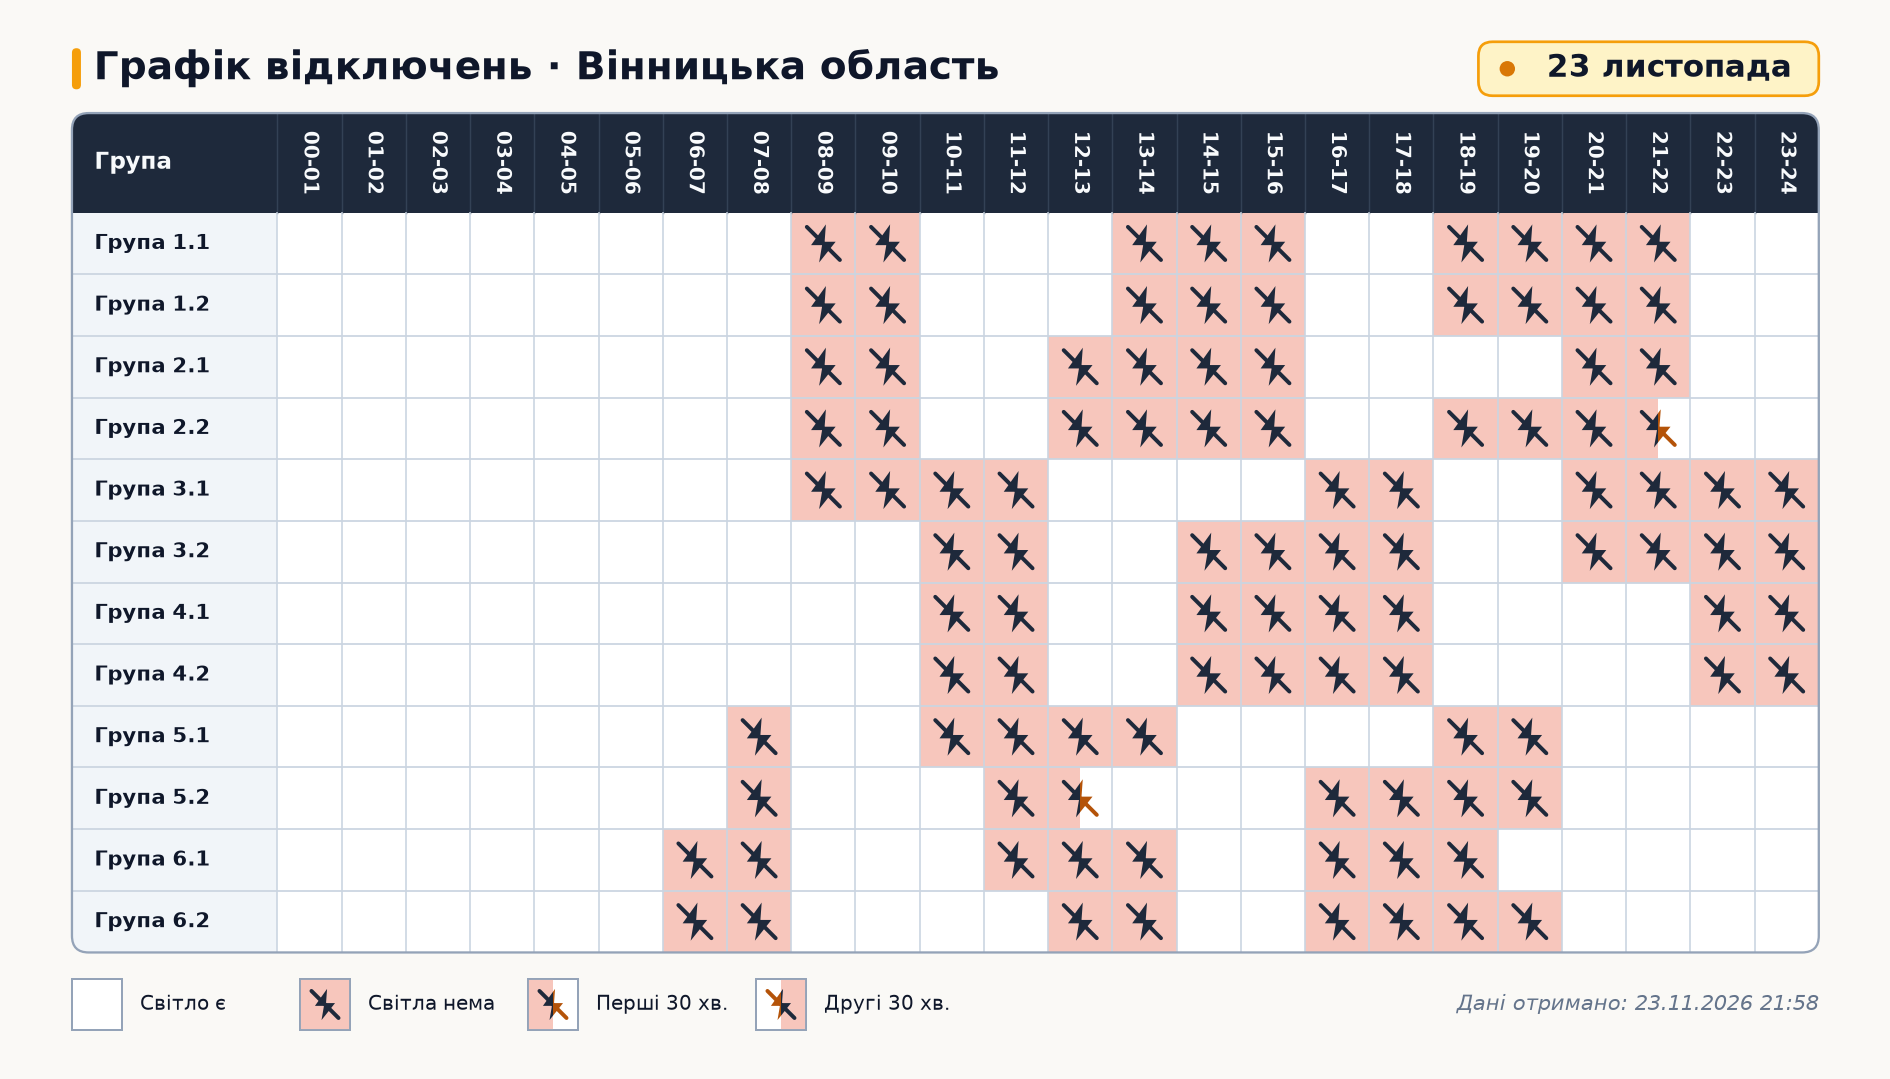 Графік відключень · Вінницька область
23 листопада
Група 00-01 01-02 02-03 03-04 04-05 05-06 06-07 07-08 08-09 09-10 10-11 11-12 12-13 13-14 14-15 15-16 16-17 17-18 18-19 19-20 20-21 21-22 22-23 23-24
Група 1.1
Група 1.2
Група 2.1
Група 2.2
Група 3.1
Група 3.2
Група 4.1
Група 4.2
Група 5.1
Група 5.2
Група 6.1
Група 6.2
Світло є Світла нема Перші 30 хв. Другі 30 хв.
Дані отримано: 23.11.2026 21:58